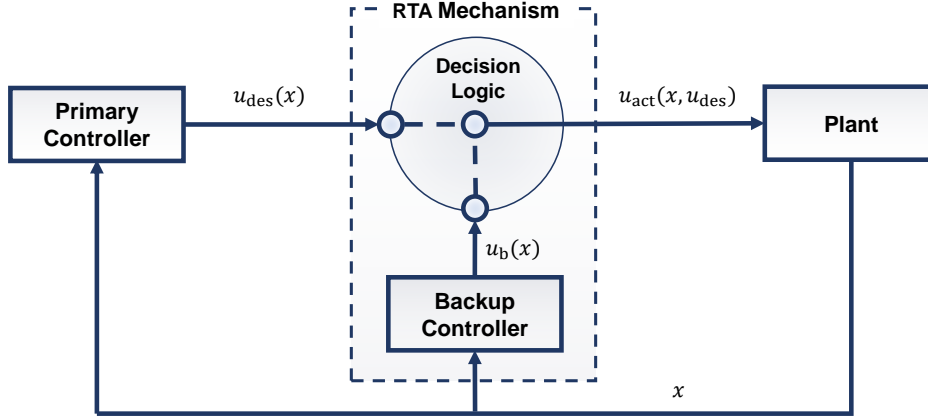 RTA Mechanism
Decision
Logic
Primary
Controller
u_des(x)
u_act(x, u_des)
Plant
u_b(x)
Backup
Controller
x